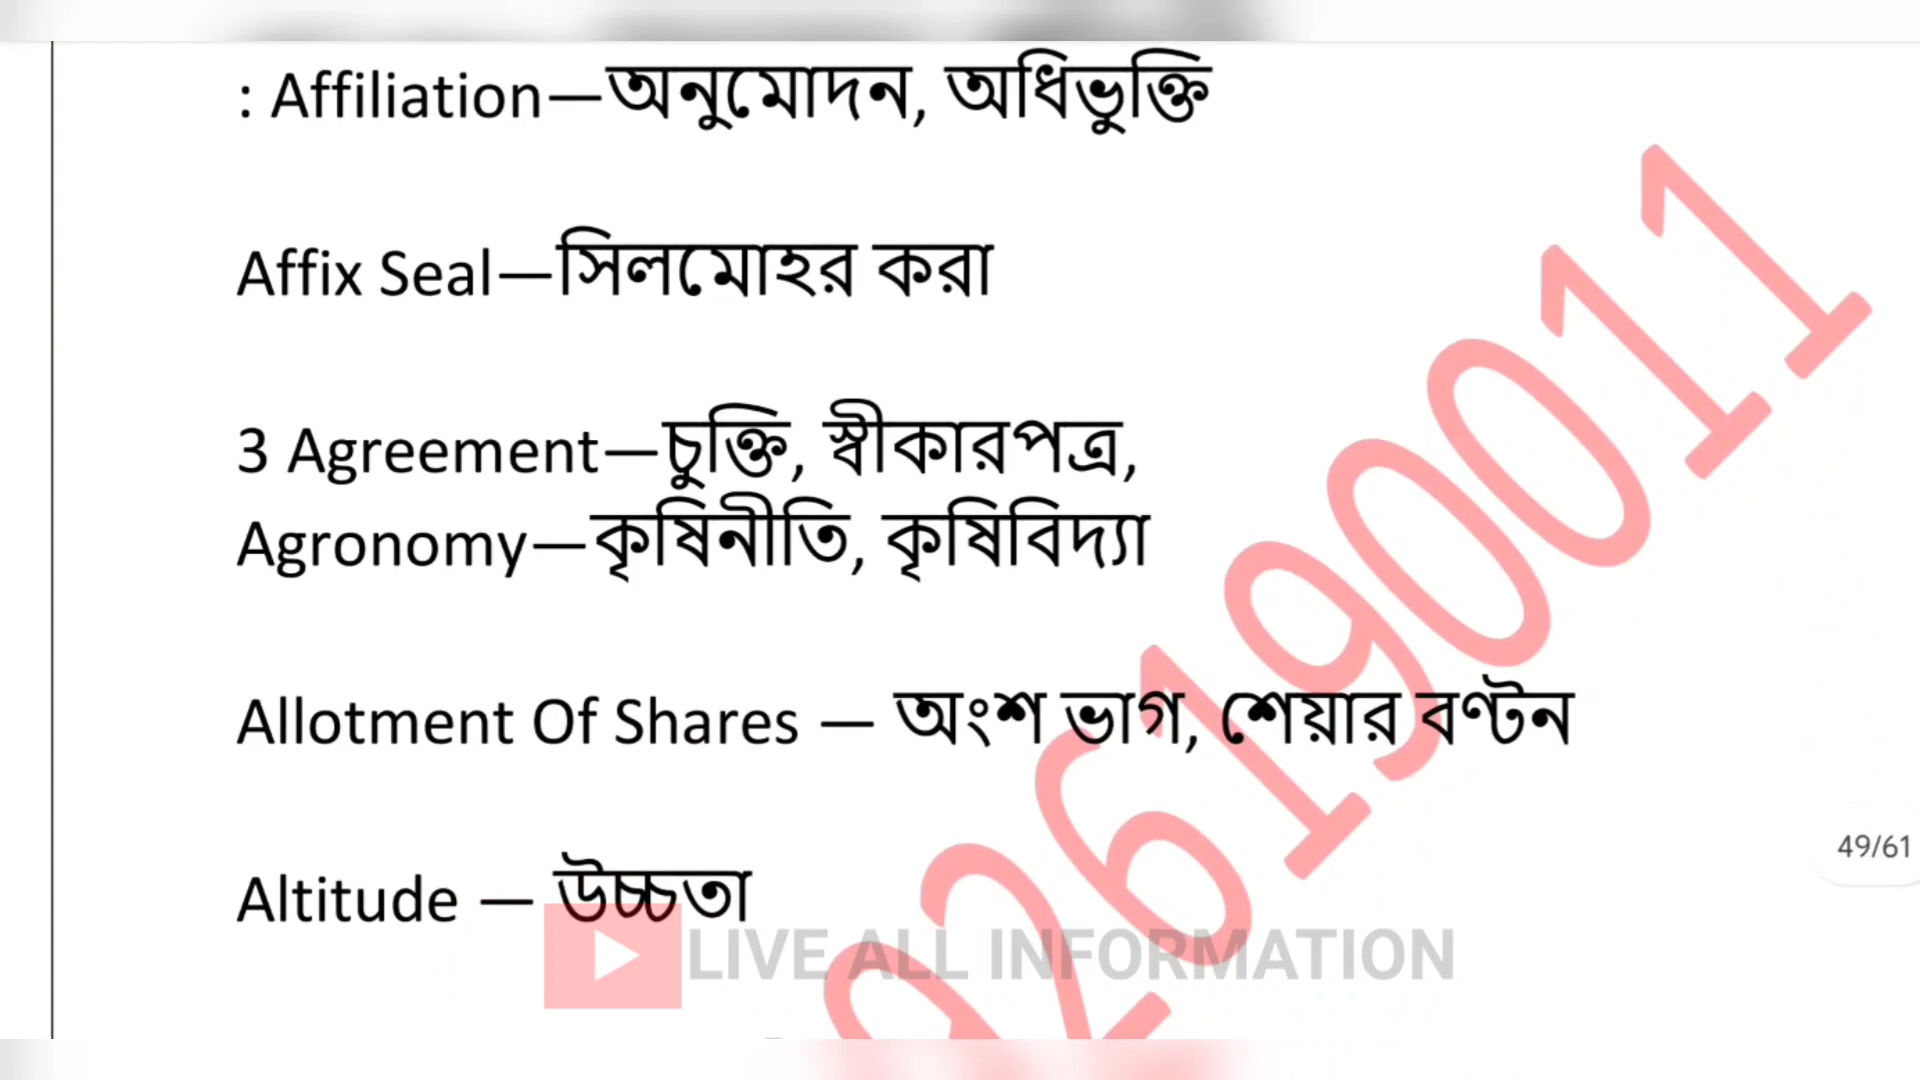 : Affiliation—অনুমোদন, অধিভুক্তি
Affix Seal—সিলমোহর করা
3 Agreement—চুক্তি, স্বীকারপত্র,
Agronomy—কৃষিনীতি, কৃষিবিদ্যা
Allotment Of Shares — অংশ ভাগ, শেয়ার বণ্টন
49/61
Altitude — উচ্চতা
LIVE ALL INFORMATION
926190011